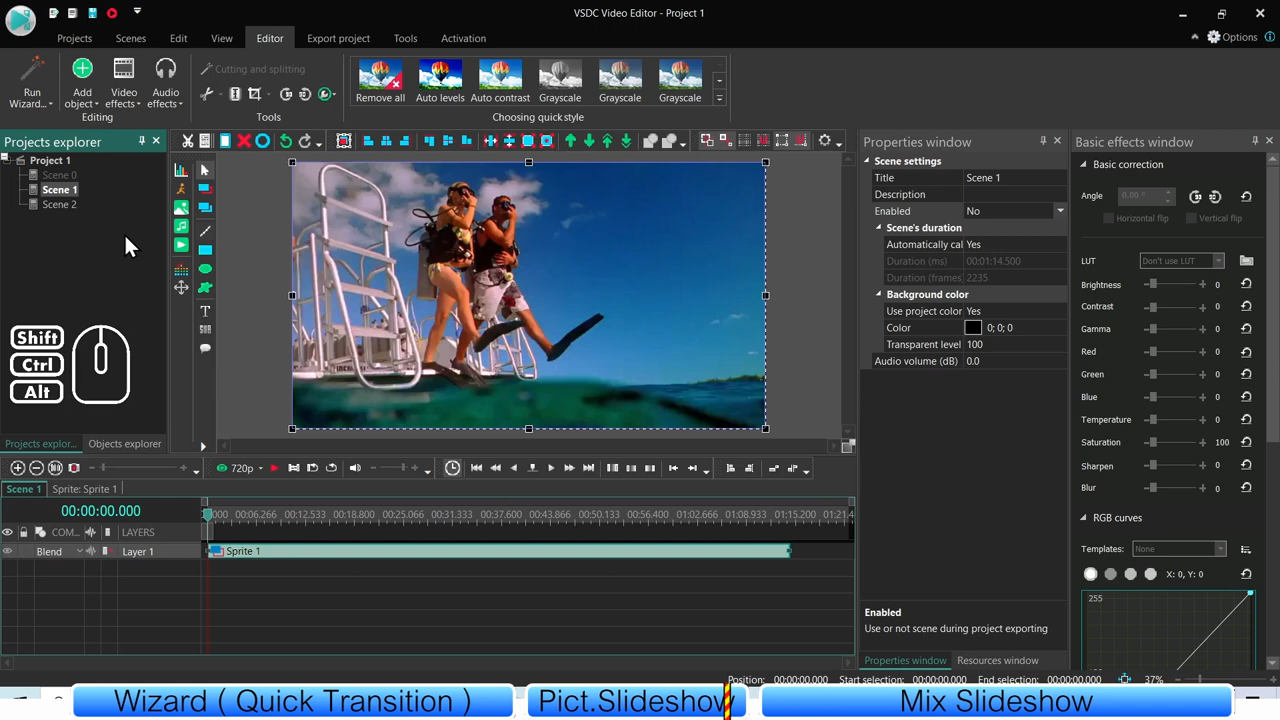 VSDC Video Editor - Project 1
Projects
Scenes
Edit
View
Editor
Export project
Tools
Activation
Options
Run
Wizard...
Add
object
Video
effects
Audio
effects
Editing
Cutting and splitting
Tools
Remove all
Auto levels
Auto contrast
Grayscale
Grayscale
Grayscale
Choosing quick style
Projects explorer
Project 1
Scene 0
Scene 1
Scene 2
Shift
Ctrl
Alt
Projects explor...
Objects explorer
Properties window
Scene settings
Title Scene 1
Description
Enabled No
Scene's duration
Automatically cal Yes
Duration (ms) 00:01:14.500
Duration (frames 2235
Background color
Use project color Yes
Color 0; 0; 0
Transparent level 100
Audio volume (dB) 0.0
Enabled
Use or not scene during project exporting
Properties window
Resources window
Basic effects window
Basic correction
Angle 0.00 °
Horizontal flip Vertical flip
LUT Don't use LUT
Brightness 0
Contrast 0
Gamma 0
Red 0
Green 0
Blue 0
Temperature 0
Saturation 100
Sharpen 0
Blur 0
RGB curves
Templates: None
X: 0, Y: 0
255
720p
Scene 1
Sprite: Sprite 1
00:00:00.000
000 00:06.266 00:12.533 00:18.800 00:25.066 00:31.333 00:37.600 00:43.866 00:50.133 00:56.400 01:02.666 01:08.933 01:15.200 01:21.4
COM... LAYERS
Blend Layer 1 Sprite 1
Position: 00:00:00.000 Start selection: 00:00:00.000 End selection: 00:00:00.000 37%
Wizard ( Quick Transition )
Pict.Slideshow
Mix Slideshow